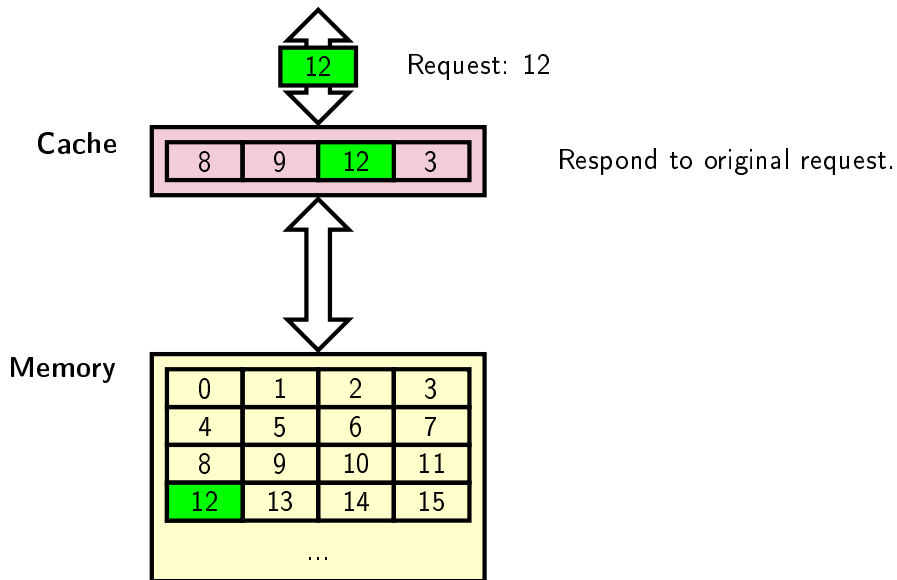 12 Request: 12
Cache
8 9 12 3 Respond to original request.
Memory
0 1 2 3
4 5 6 7
8 9 10 11
12 13 14 15
...